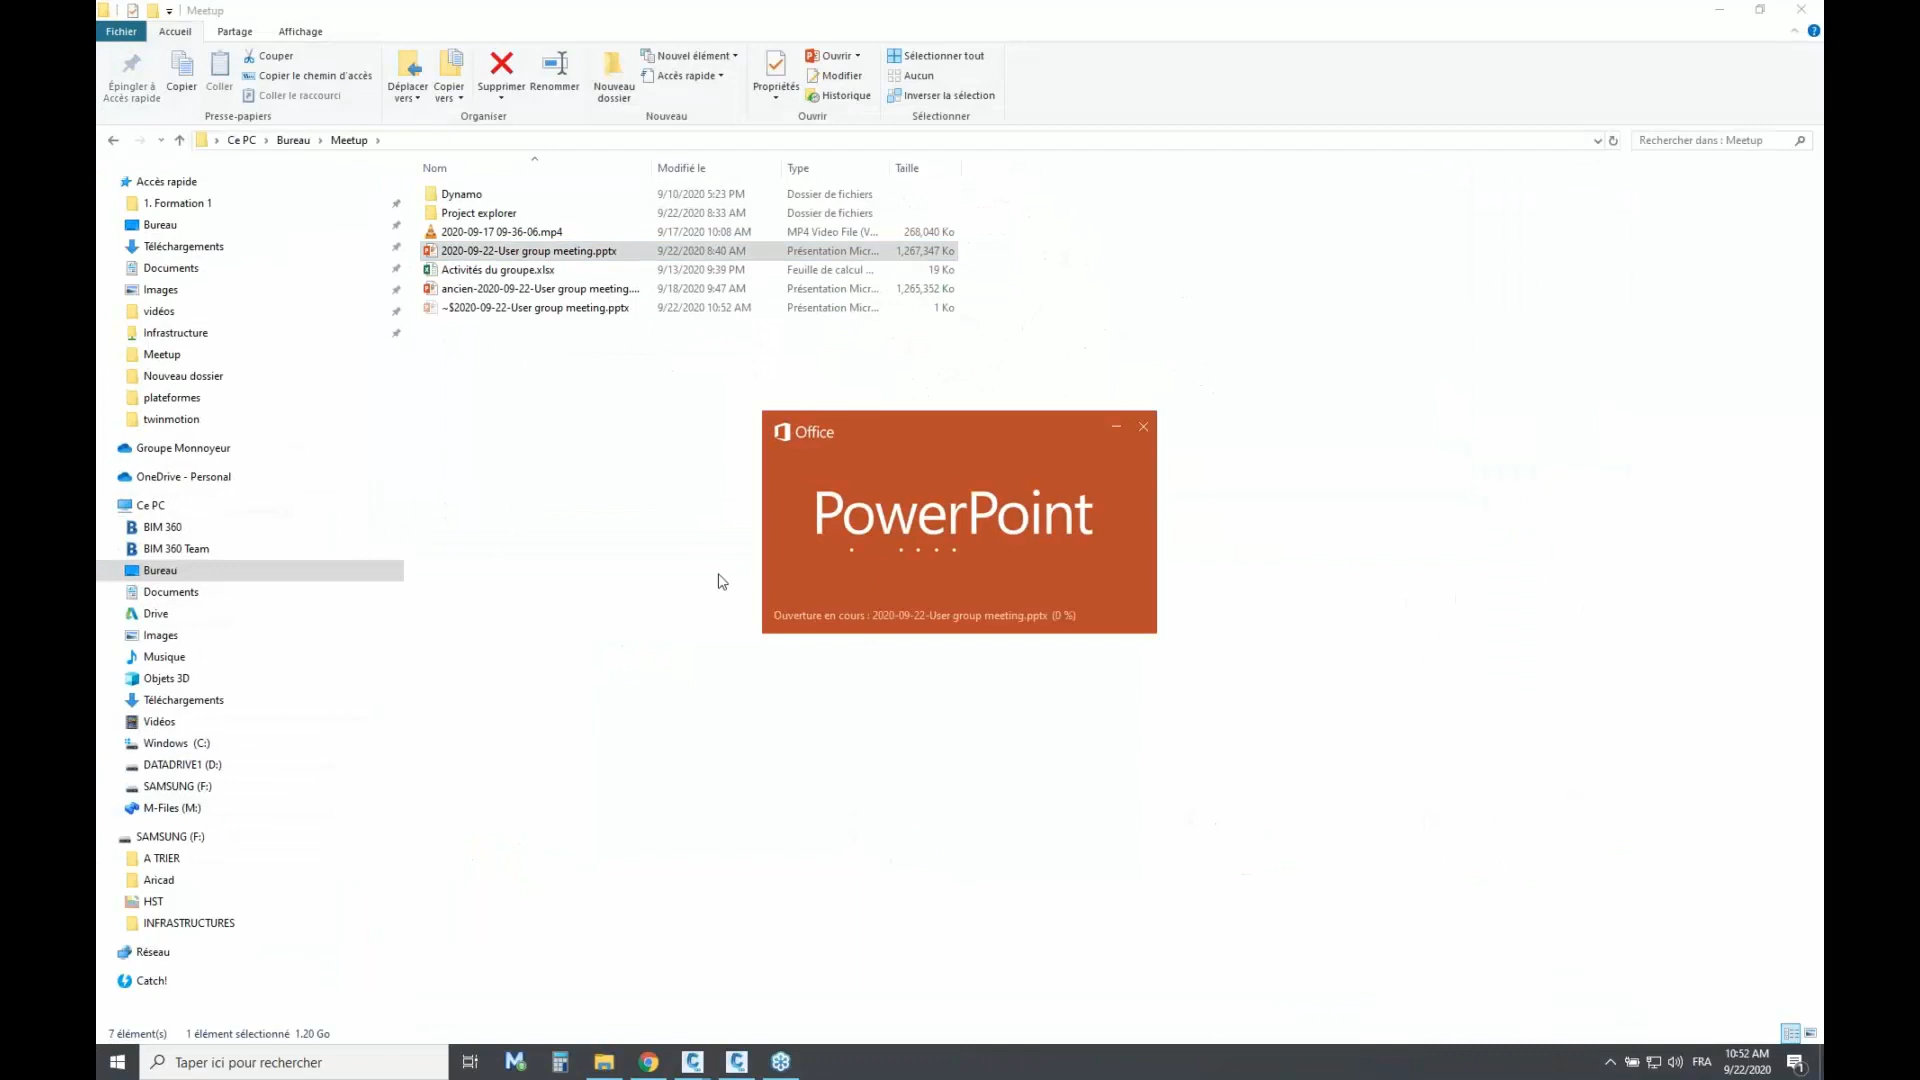 Meetup
Fichier Accueil Partage Affichage
Épingler à Accès rapide
Copier
Coller
Couper
Copier le chemin d'accès
Coller le raccourci
Presse-papiers
Déplacer vers
Copier vers
Supprimer
Renommer
Organiser
Nouveau dossier
Nouvel élément
Accès rapide
Nouveau
Propriétés
Ouvrir
Modifier
Historique
Ouvrir
Sélectionner tout
Aucun
Inverser la sélection
Sélectionner
Ce PC > Bureau > Meetup >
Rechercher dans : Meetup
Nom Modifié le Type Taille
Dynamo 9/10/2020 5:23 PM Dossier de fichiers
Project explorer 9/22/2020 8:33 AM Dossier de fichiers
2020-09-17 09-36-06.mp4 9/17/2020 10:08 AM MP4 Video File (V... 268,040 Ko
2020-09-22-User group meeting.pptx 9/22/2020 8:40 AM Présentation Micr... 1,267,347 Ko
Activités du groupe.xlsx 9/13/2020 9:39 PM Feuille de calcul ... 19 Ko
ancien-2020-09-22-User group meeting.... 9/18/2020 9:47 AM Présentation Micr... 1,265,352 Ko
~$2020-09-22-User group meeting.pptx 9/22/2020 10:52 AM Présentation Micr... 1 Ko
Accès rapide
1. Formation 1
Bureau
Téléchargements
Documents
Images
vidéos
Infrastructure
Meetup
Nouveau dossier
plateformes
twinmotion
Groupe Monnoyeur
OneDrive - Personal
Ce PC
BIM 360
BIM 360 Team
Bureau
Documents
Drive
Images
Musique
Objets 3D
Téléchargements
Vidéos
Windows (C:)
DATADRIVE1 (D:)
SAMSUNG (F:)
M-Files (M:)
SAMSUNG (F:)
A TRIER
Aricad
HST
INFRASTRUCTURES
Réseau
Catch!
Office
PowerPoint
Ouverture en cours : 2020-09-22-User group meeting.pptx (0 %)
7 élément(s) 1 élément sélectionné 1.20 Go
Taper ici pour rechercher
FRA
10:52 AM
9/22/2020
1